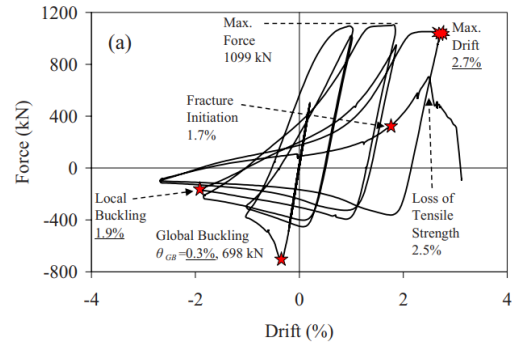 1200
800
400
0
-400
-800
Force (kN)
(a)
Max.
Force
1099 kN
Max.
Drift
2.7%
Fracture
Initiation
1.7%
Local
Buckling
1.9%
Global Buckling
θ GB =0.3%, 698 kN
Loss of
Tensile
Strength
2.5%
-4
-2
0
2
4
Drift (%)